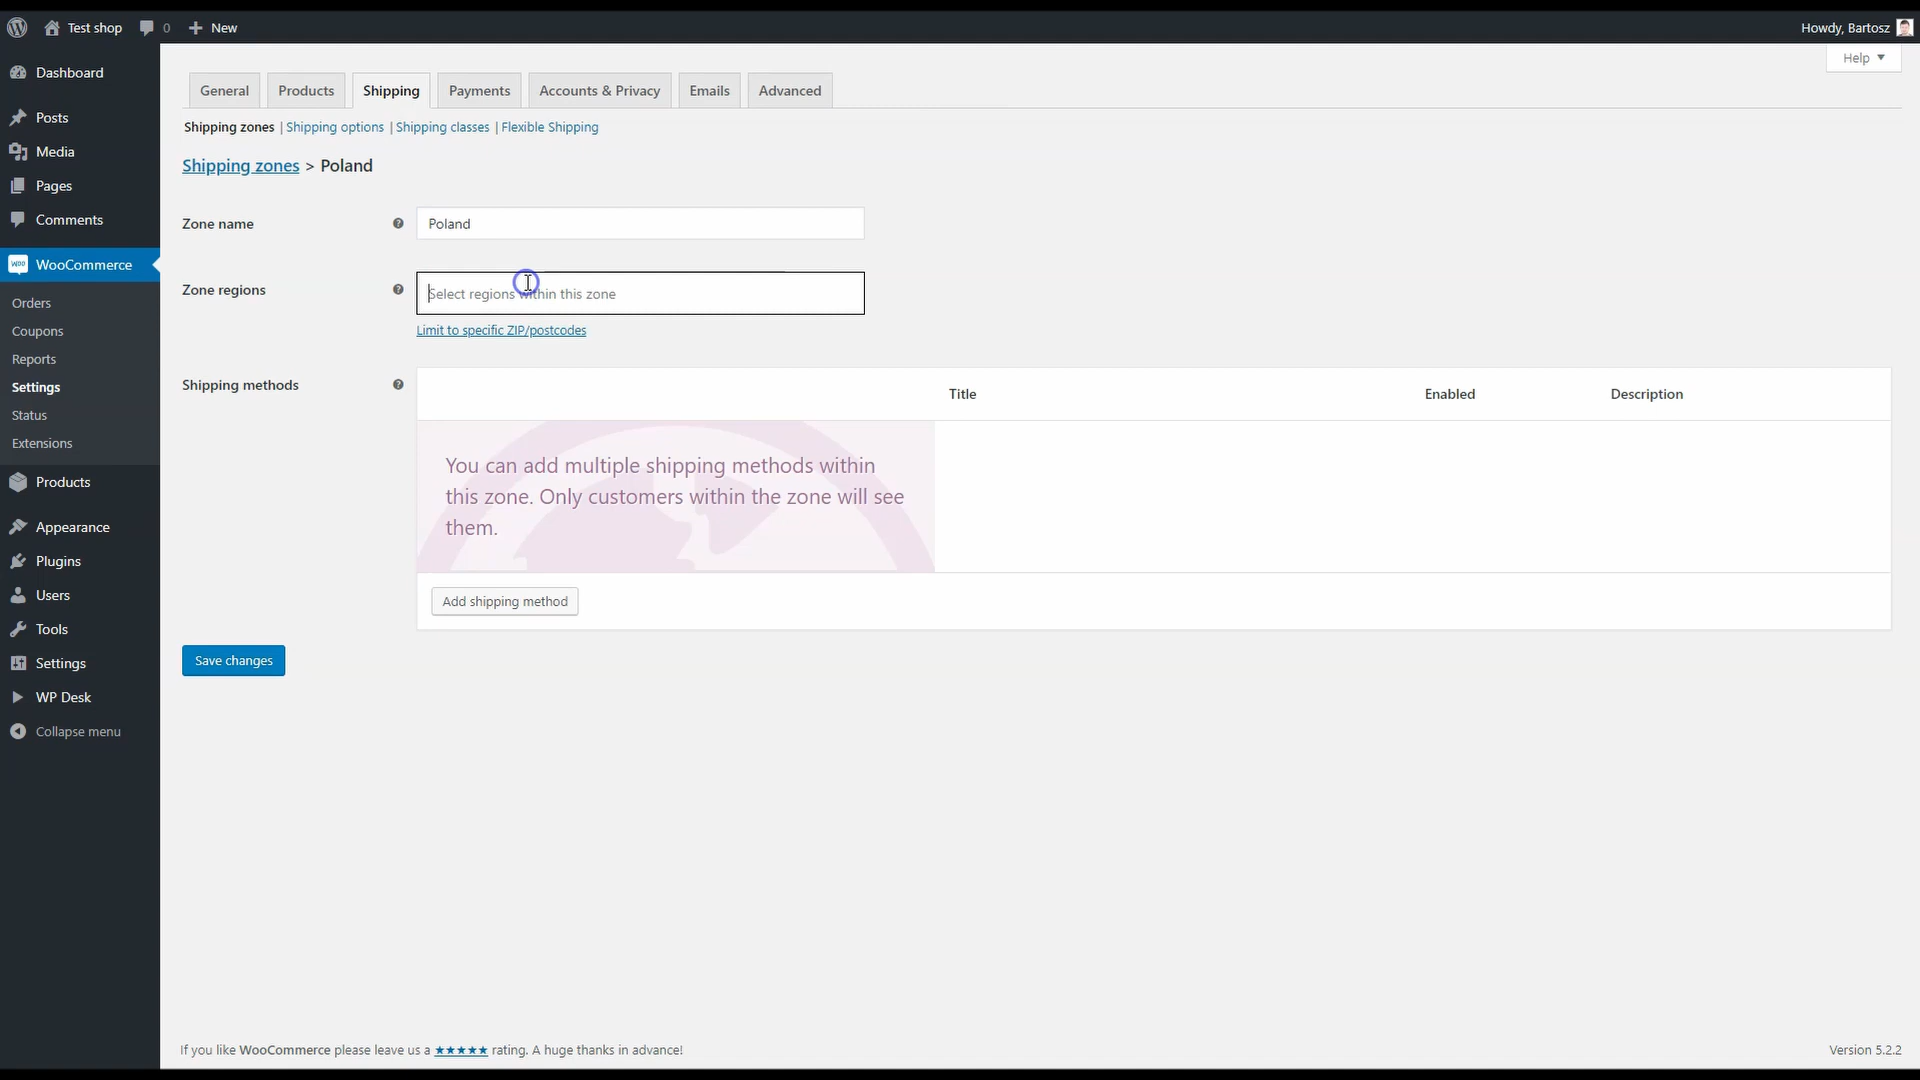 Test shop 0 New Howdy, Bartosz
Help
Dashboard
Posts
Media
Pages
Comments
WooCommerce
Orders
Coupons
Reports
Settings
Status
Extensions
Products
Appearance
Plugins
Users
Tools
Settings
WP Desk
Collapse menu
General Products Shipping Payments Accounts & Privacy Emails Advanced
Shipping zones | Shipping options | Shipping classes | Flexible Shipping
Shipping zones > Poland
Zone name ? Poland
Zone regions ? Select regions within this zone
Limit to specific ZIP/postcodes
Shipping methods ? Title Enabled Description
You can add multiple shipping methods within
this zone. Only customers within the zone will see
them.
Add shipping method
Save changes
If you like WooCommerce please leave us a ★★★★★ rating. A huge thanks in advance! Version 5.2.2